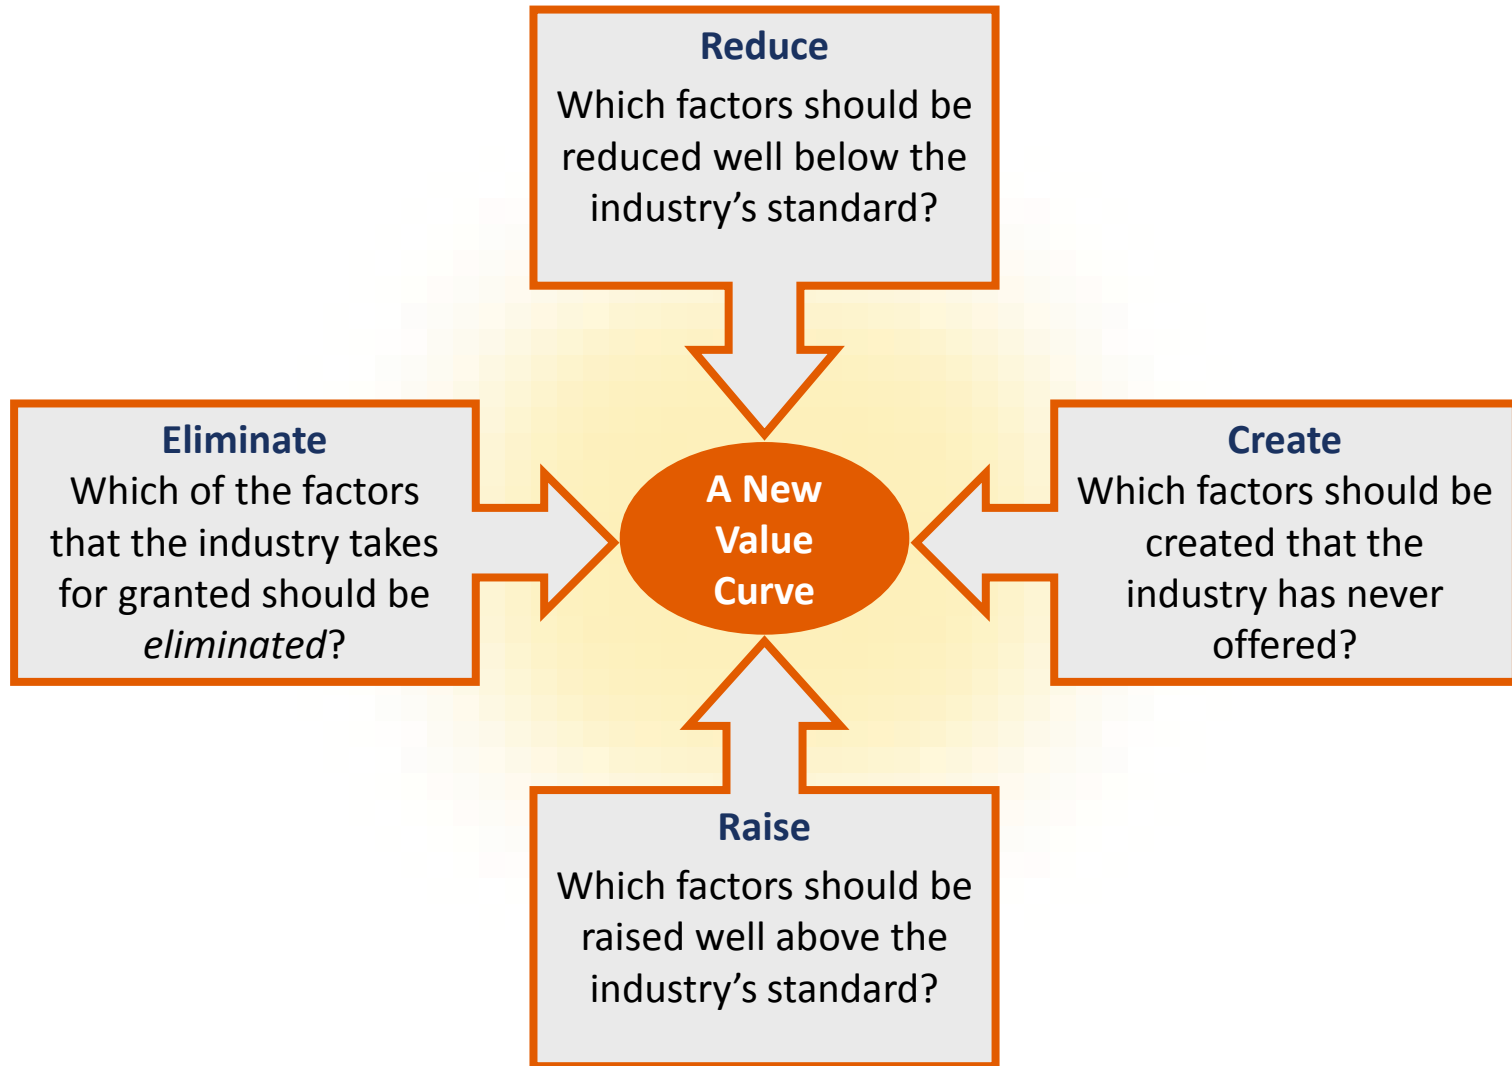 Reduce
Which factors should be
reduced well below the
industry’s standard?
Eliminate
Which of the factors
that the industry takes
for granted should be
eliminated?
A New
Value
Curve
Create
Which factors should be
created that the
industry has never
offered?
Raise
Which factors should be
raised well above the
industry’s standard?